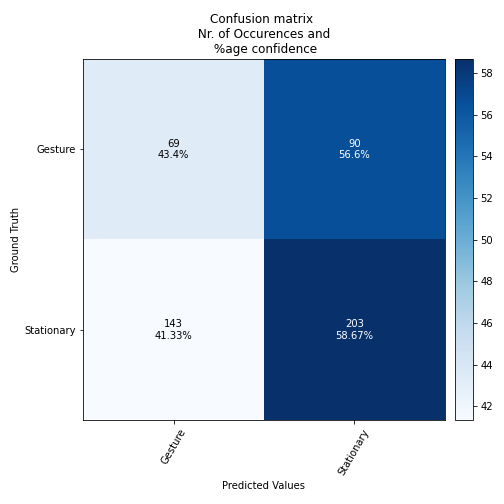 Confusion matrix
Nr. of Occurences and
%age confidence
Ground Truth
Gesture
69
43.4%
90
56.6%
Stationary
143
41.33%
203
58.67%
Gesture
Stationary
Predicted Values
58
56
54
52
50
48
46
44
42